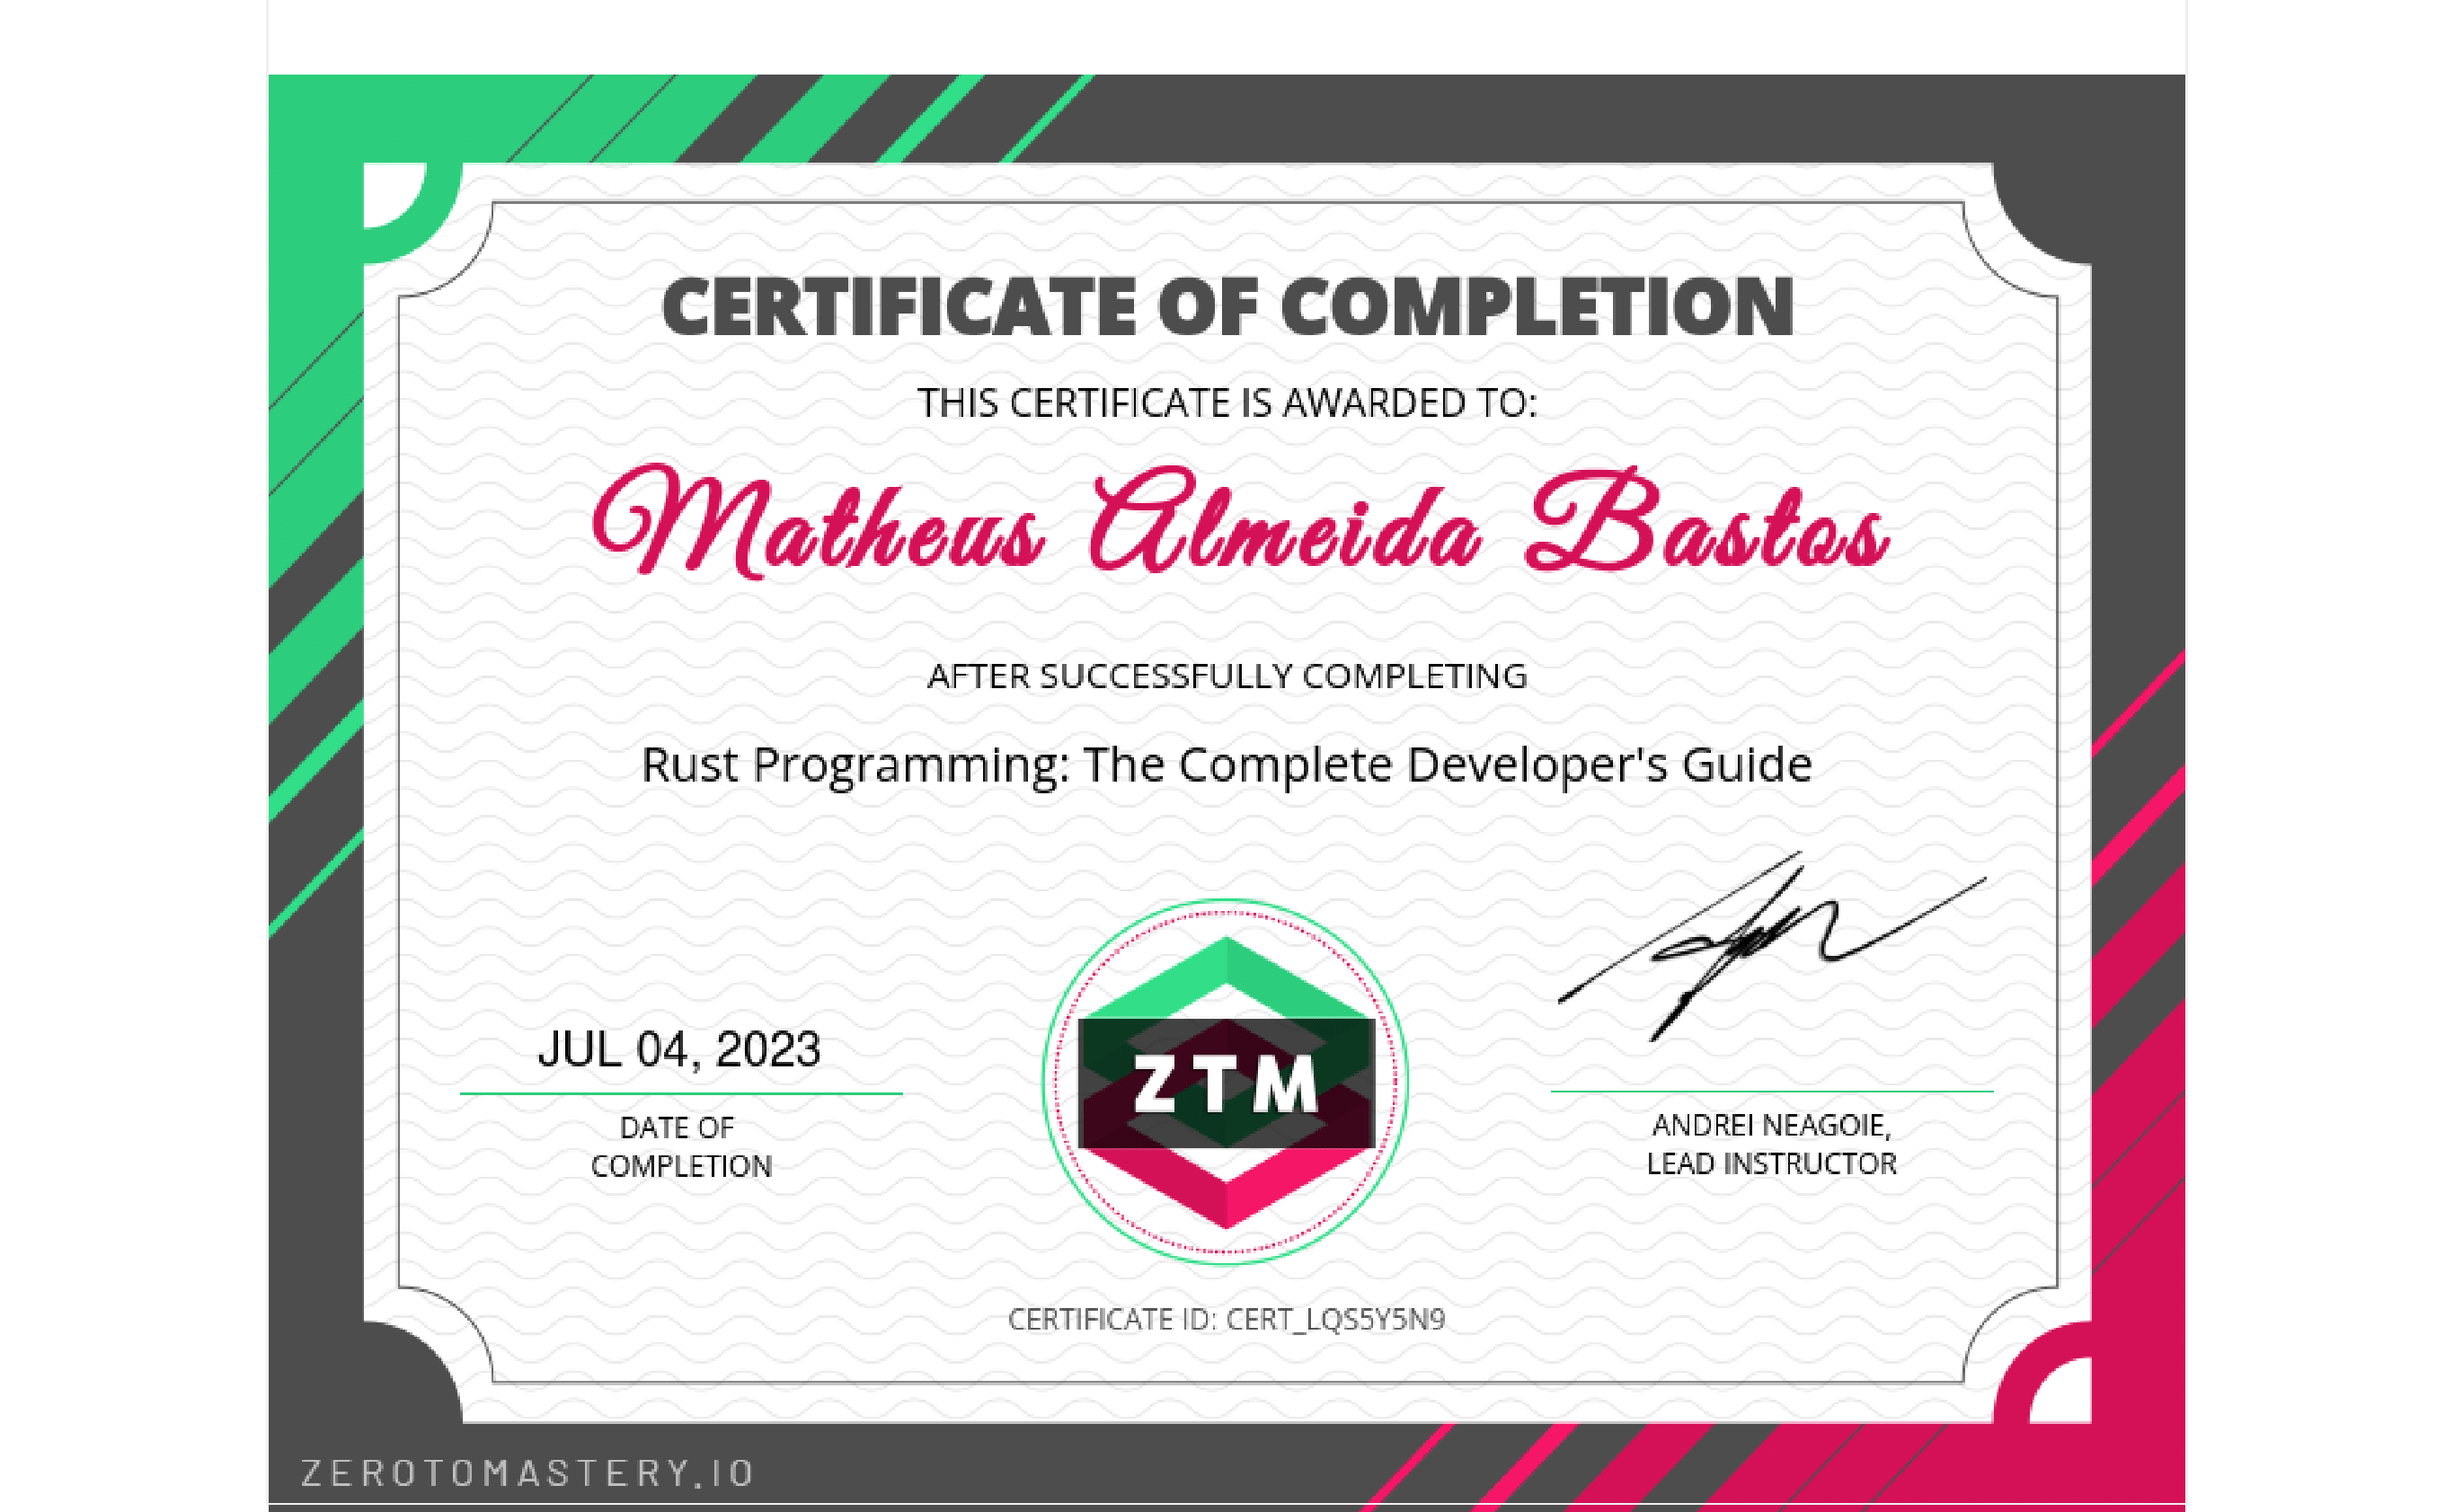 CERTIFICATE OF COMPLETION
THIS CERTIFICATE IS AWARDED TO:
Matheus Almeida Bastos
AFTER SUCCESSFULLY COMPLETING
Rust Programming: The Complete Developer's Guide
JUL 04, 2023
DATE OF
COMPLETION
ZTM
ANDREI NEAGOIE,
LEAD INSTRUCTOR
CERTIFICATE ID: CERT_LQS5Y5N9
ZEROTOMASTERY.IO